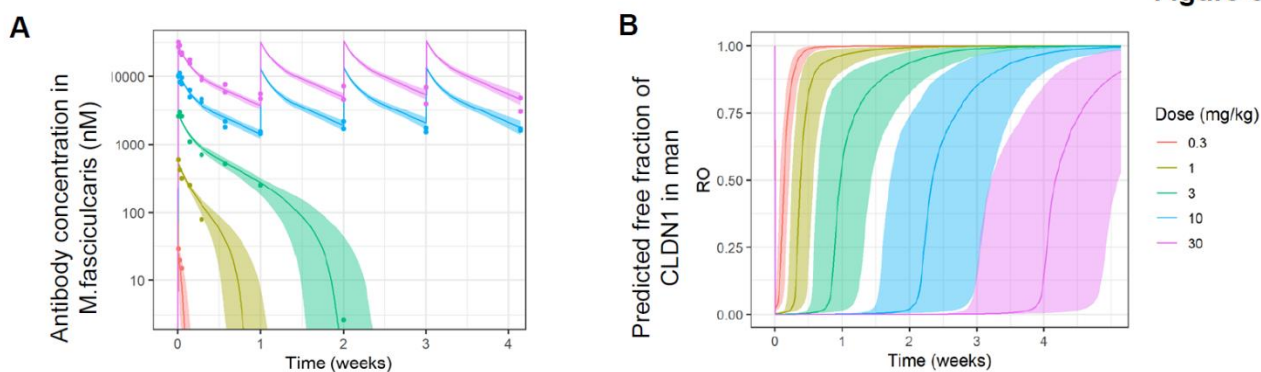 A
Antibody concentration in
M.fasciculcaris (nM)
10000
1000
100
10
0
1
2
3
4
Time (weeks)
B
Predicted free fraction of
CLDN1 in man
RO
1.00
0.75
0.50
0.25
0.00
0
1
2
3
4
Time (weeks)
Dose (mg/kg)
0.3
1
3
10
30